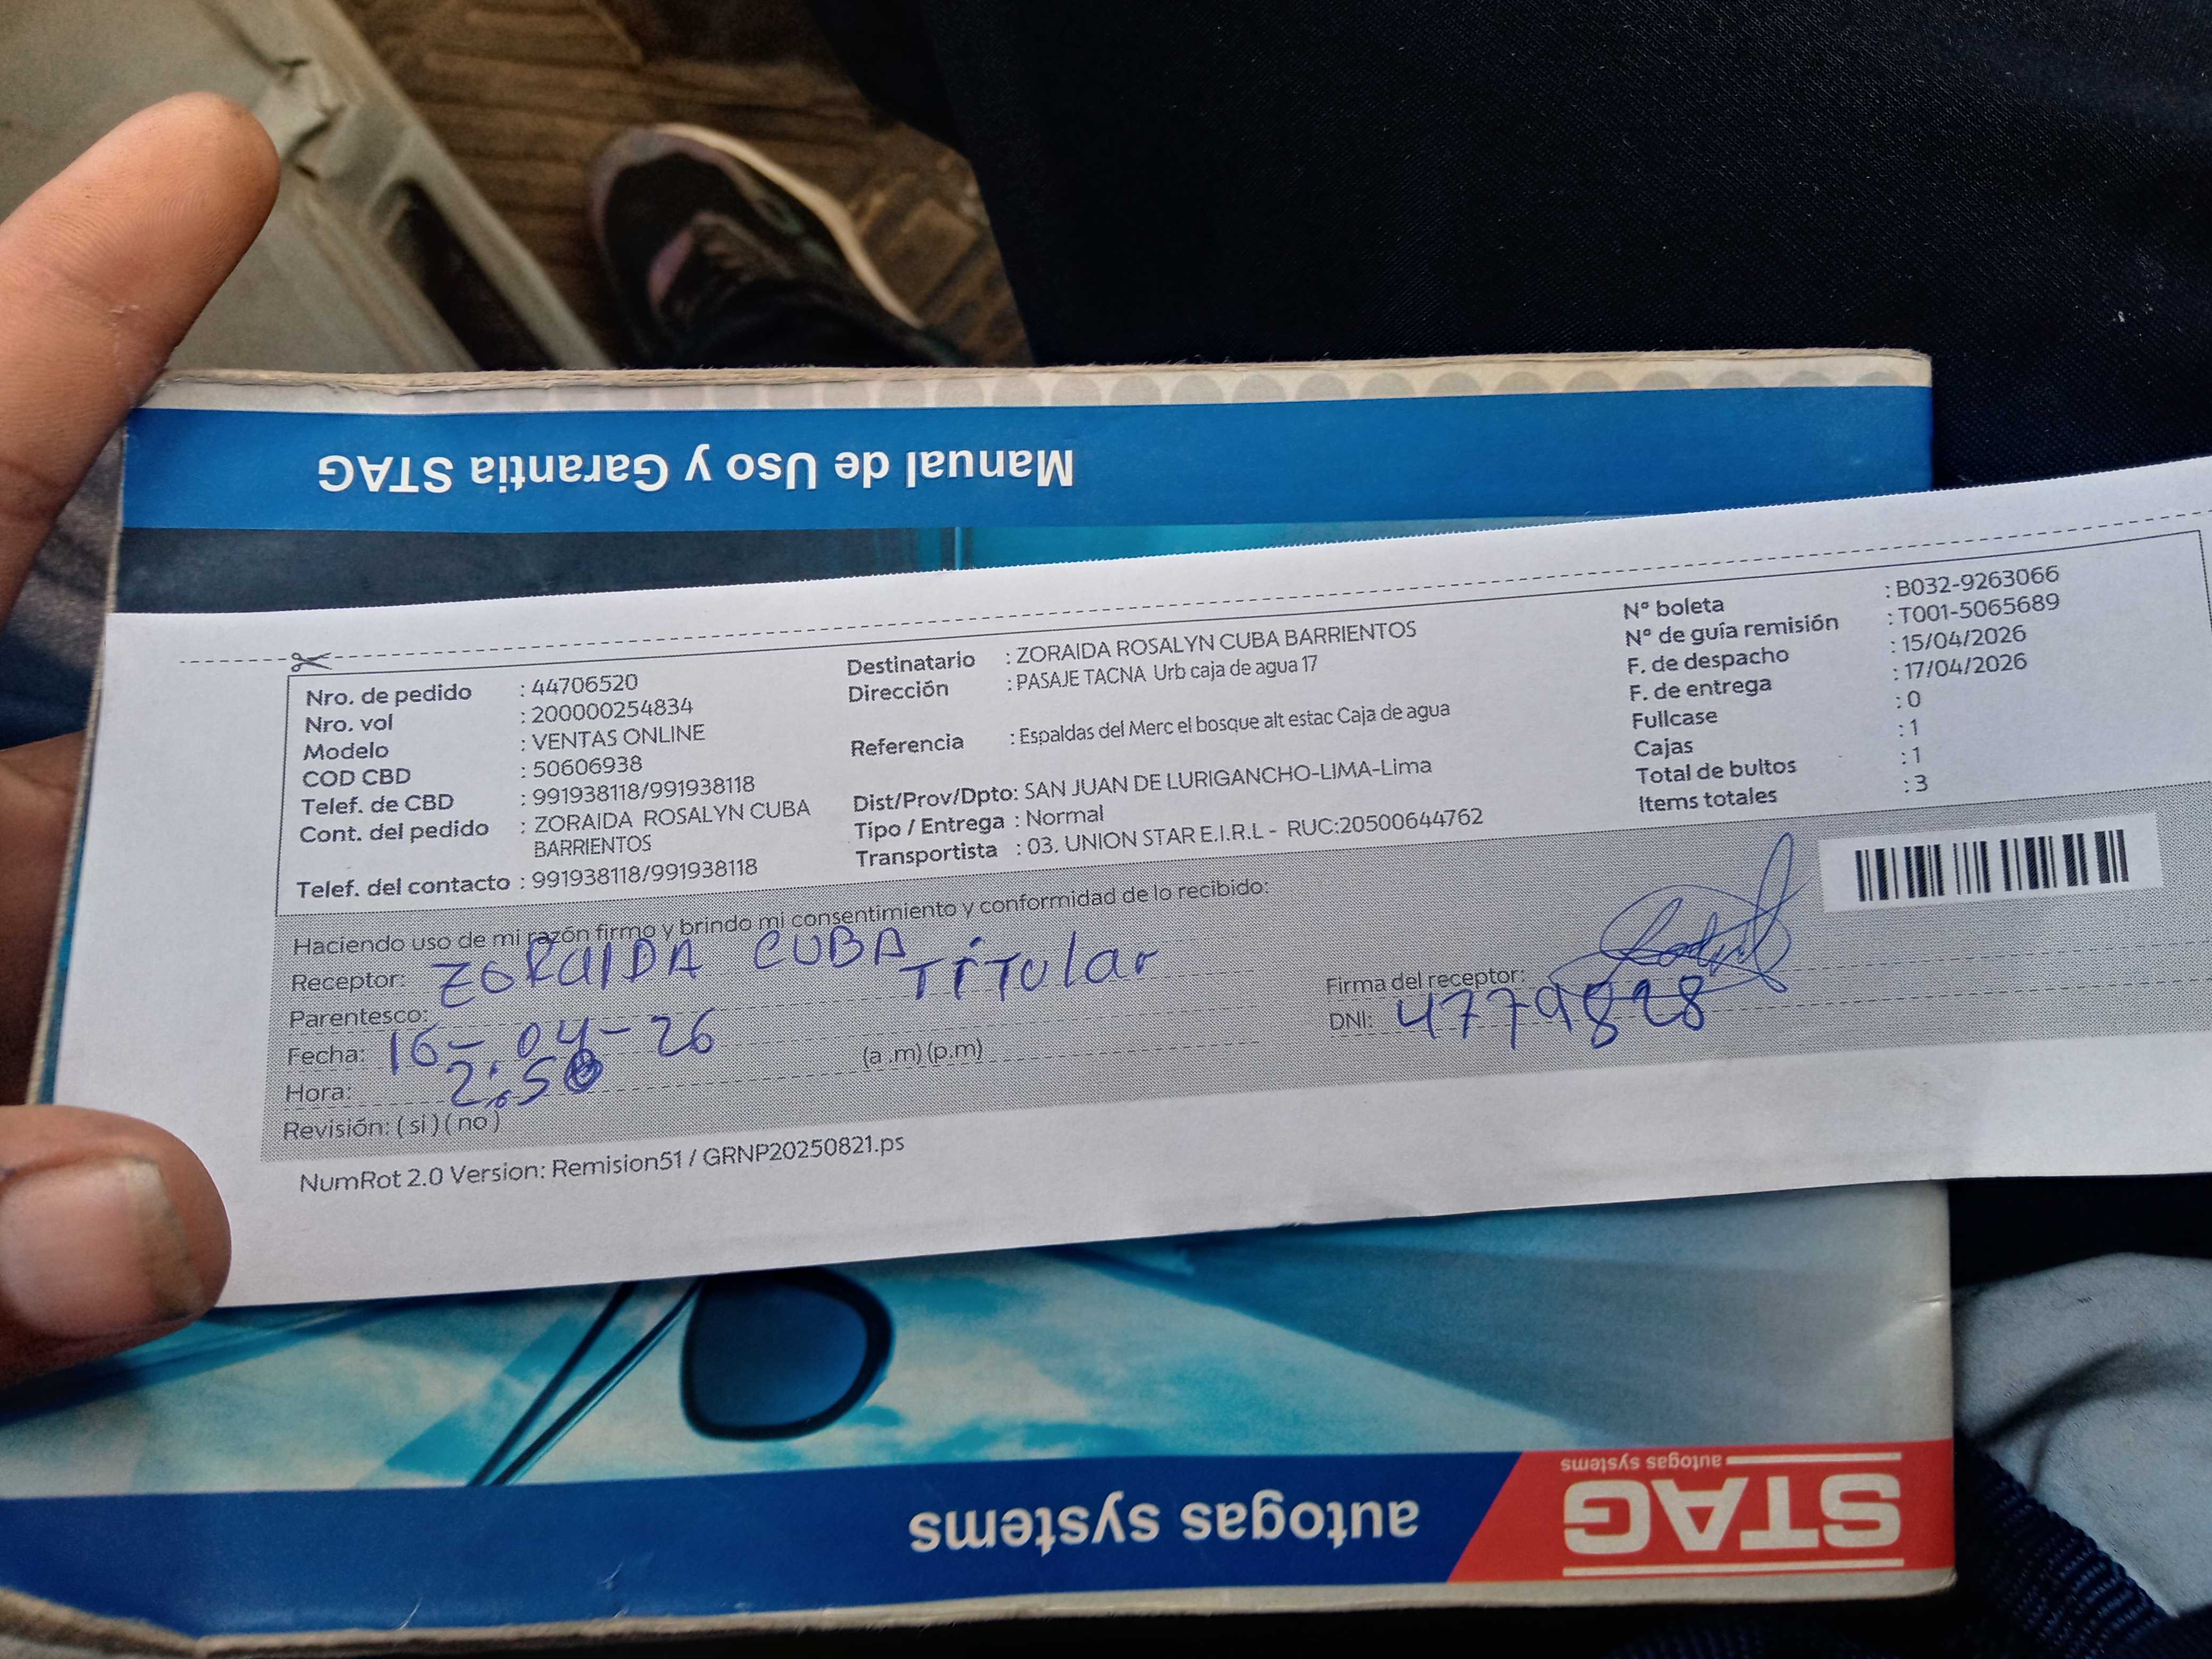 Manual de Uso y Garantia STAG
Nro. de pedido : 44706520
Nro. vol : 200000254834
Modelo : VENTAS ONLINE
COD CBD : 50606938
Telef. de CBD : 991938118/991938118
Cont. del pedido : ZORAIDA ROSALYN CUBA
BARRIENTOS
Telef. del contacto : 991938118/991938118
Destinatario : ZORAIDA ROSALYN CUBA BARRIENTOS
Dirección : PASAJE TACNA Urb caja de agua 17
Referencia : Espaldas del Merc el bosque alt estac Caja de agua
Dist/Prov/Dpto: SAN JUAN DE LURIGANCHO-LIMA-Lima
Tipo / Entrega : Normal
Transportista : 03. UNION STAR E.I.R.L - RUC:20500644762
Nº boleta : B032-9263066
Nº de guía remisión : T001-5065689
F. de despacho : 15/04/2026
F. de entrega : 17/04/2026
Fullcase : 0
Cajas : 1
Total de bultos : 1
Items totales : 3
Haciendo uso de mi razón firmo y brindo mi consentimiento y conformidad de lo recibido:
Receptor: ZORAIDA CUBA
Parentesco: TiTular
Fecha: 16-04-26
Hora: 2:50 (a .m) (p.m)
Revisión: ( si ) ( no )
Firma del receptor:
DNI: 4779828
NumRot 2.0 Version: Remision51 / GRNP20250821.ps
autogas systems
STAG
autogas systems